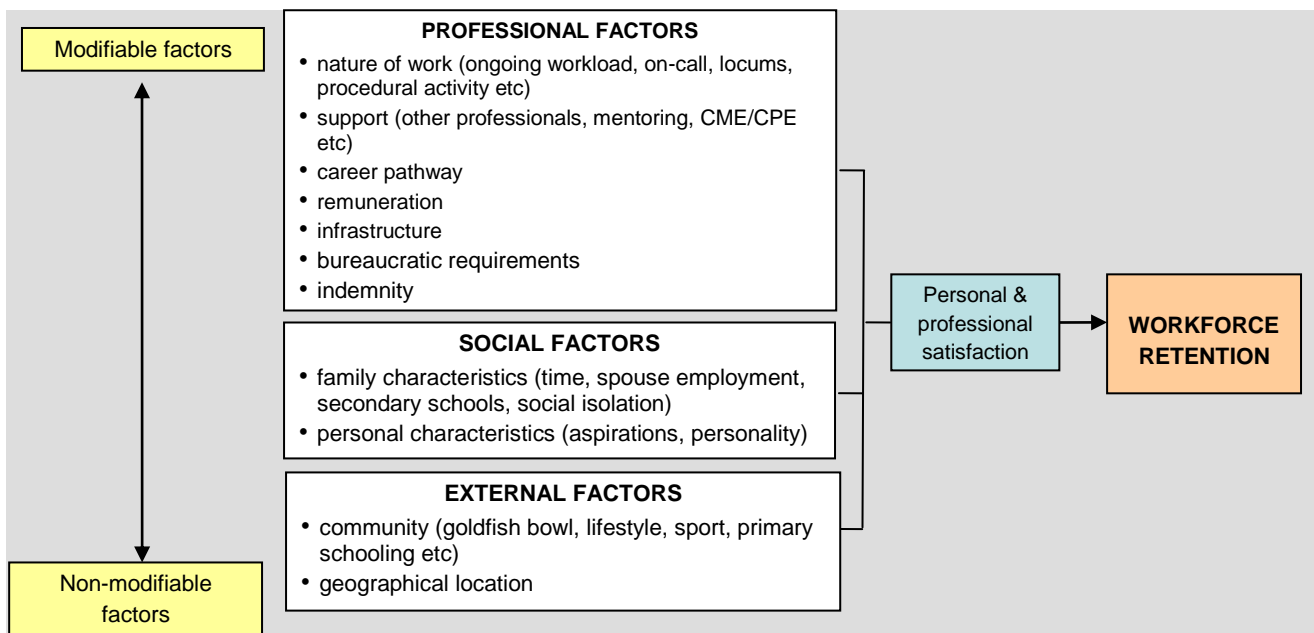 Modifiable factors
Non-modifiable
factors
PROFESSIONAL FACTORS
• nature of work (ongoing workload, on-call, locums,
procedural activity etc)
• support (other professionals, mentoring, CME/CPE
etc)
• career pathway
• remuneration
• infrastructure
• bureaucratic requirements
• indemnity
SOCIAL FACTORS
• family characteristics (time, spouse employment,
secondary schools, social isolation)
• personal characteristics (aspirations, personality)
EXTERNAL FACTORS
• community (goldfish bowl, lifestyle, sport, primary
schooling etc)
• geographical location
Personal &
professional
satisfaction
WORKFORCE
RETENTION